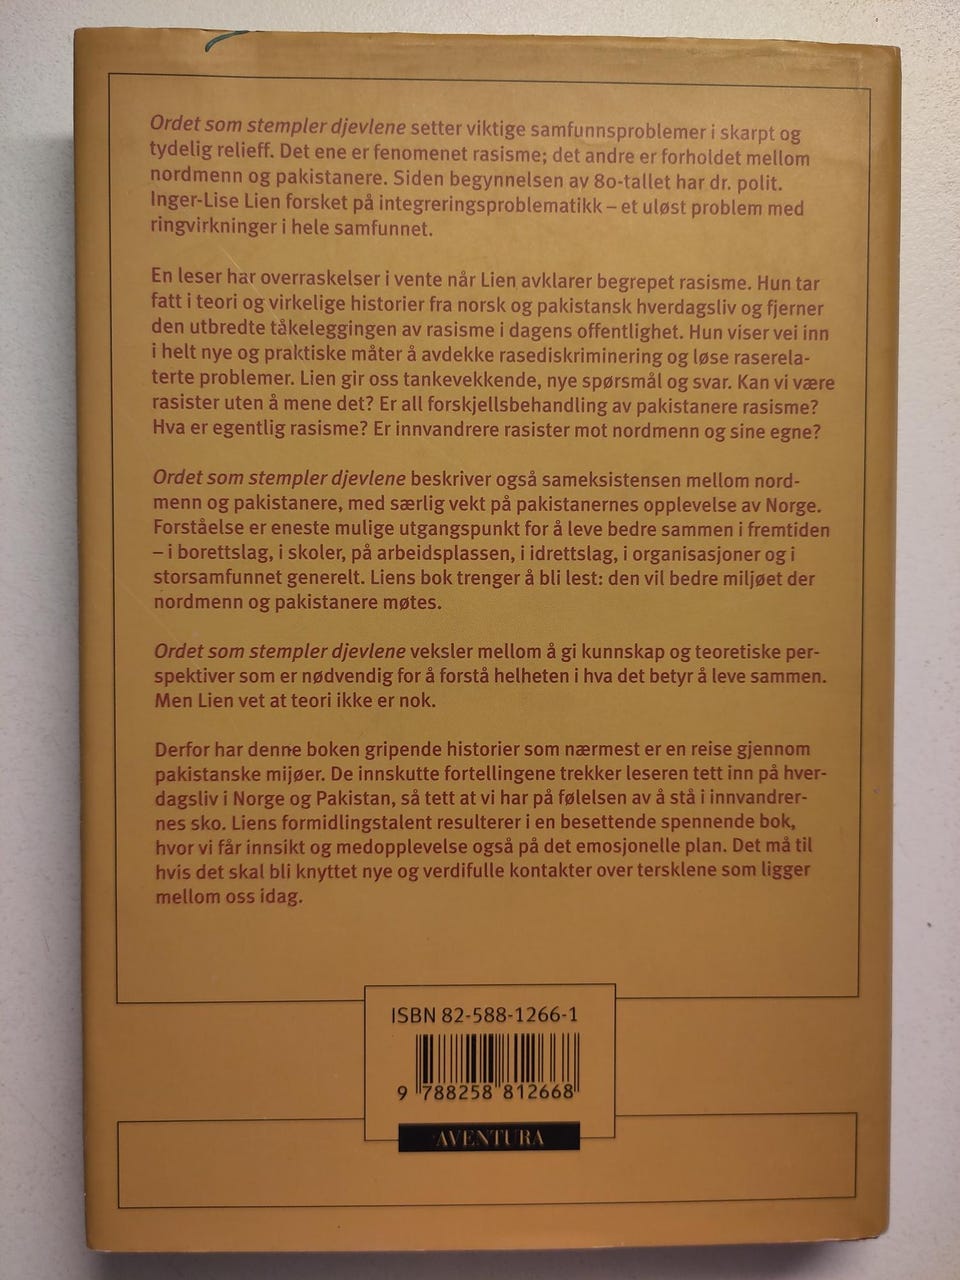 Ordet som stempler djevlene setter viktige samfunnsproblemer i skarpt og
tydelig relieff. Det ene er fenomenet rasisme; det andre er forholdet mellom
nordmenn og pakistanere. Siden begynnelsen av 80-tallet har dr. polit.
Inger-Lise Lien forsket på integreringsproblematikk – et uløst problem med
ringvirkninger i hele samfunnet.
En leser har overraskelser i vente når Lien avklarer begrepet rasisme. Hun tar
fatt i teori og virkelige historier fra norsk og pakistansk hverdagsliv og fjerner
den utbredte tåkeleggingen av rasisme i dagens offentlighet. Hun viser vei inn
i helt nye og praktiske måter å avdekke rasediskriminering og løse raserela-
terte problemer. Lien gir oss tankevekkende, nye spørsmål og svar. Kan vi være
rasister uten å mene det? Er all forskjellsbehandling av pakistanere rasisme?
Hva er egentlig rasisme? Er innvandrere rasister mot nordmenn og sine egne?
Ordet som stempler djevlene beskriver også sameksistensen mellom nord-
menn og pakistanere, med særlig vekt på pakistanernes opplevelse av Norge.
Forståelse er eneste mulige utgangspunkt for å leve bedre sammen i fremtiden
– i borettslag, i skoler, på arbeidsplassen, i idrettslag, i organisasjoner og i
storsamfunnet generelt. Liens bok trenger å bli lest: den vil bedre miljøet der
nordmenn og pakistanere møtes.
Ordet som stempler djevlene veksler mellom å gi kunnskap og teoretiske per-
spektiver som er nødvendig for å forstå helheten i hva det betyr å leve sammen.
Men Lien vet at teori ikke er nok.
Derfor har denne boken gripende historier som nærmest er en reise gjennom
pakistanske mijøer. De innskutte fortellingene trekker leseren tett inn på hver-
dagsliv i Norge og Pakistan, så tett at vi har på følelsen av å stå i innvandrer-
nes sko. Liens formidlingstalent resulterer i en besettende spennende bok,
hvor vi får innsikt og medopplevelse også på det emosjonelle plan. Det må til
hvis det skal bli knyttet nye og verdifulle kontakter over tersklene som ligger
mellom oss idag.
ISBN 82-588-1266-1
9 788258 812668
AVENTURA